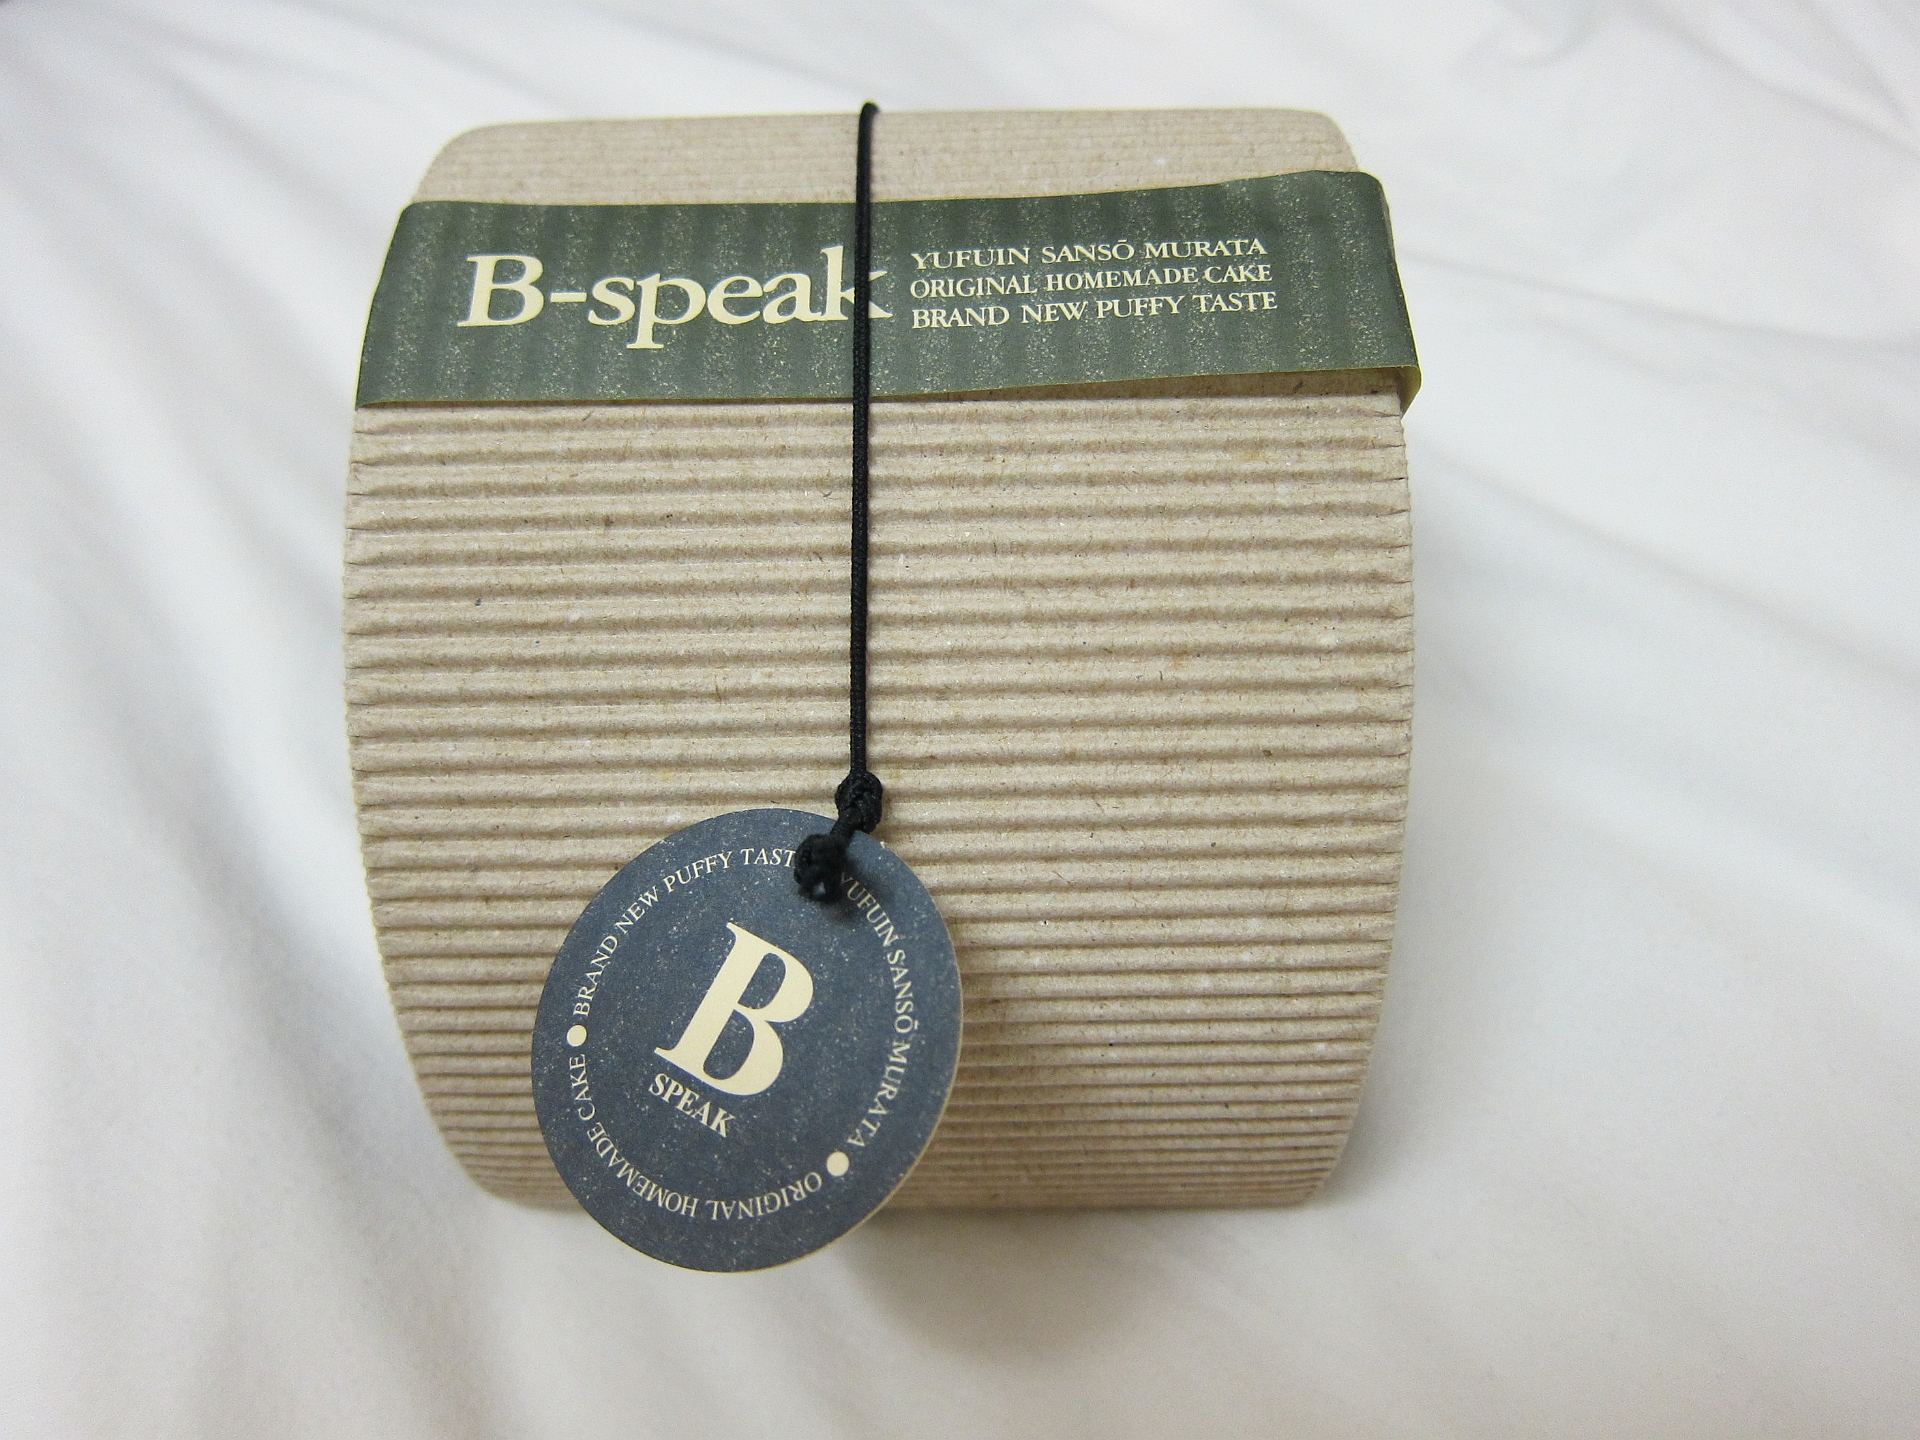 B-speak
YUFUIN SANSŌ MURATA
ORIGINAL HOMEMADE CAKE
BRAND NEW PUFFY TASTE
BRAND NEW PUFFY TAST
YUFUIN SANSŌ MURATA ●
ORIGINAL HOMEMADE CAKE ●
B
SPEAK